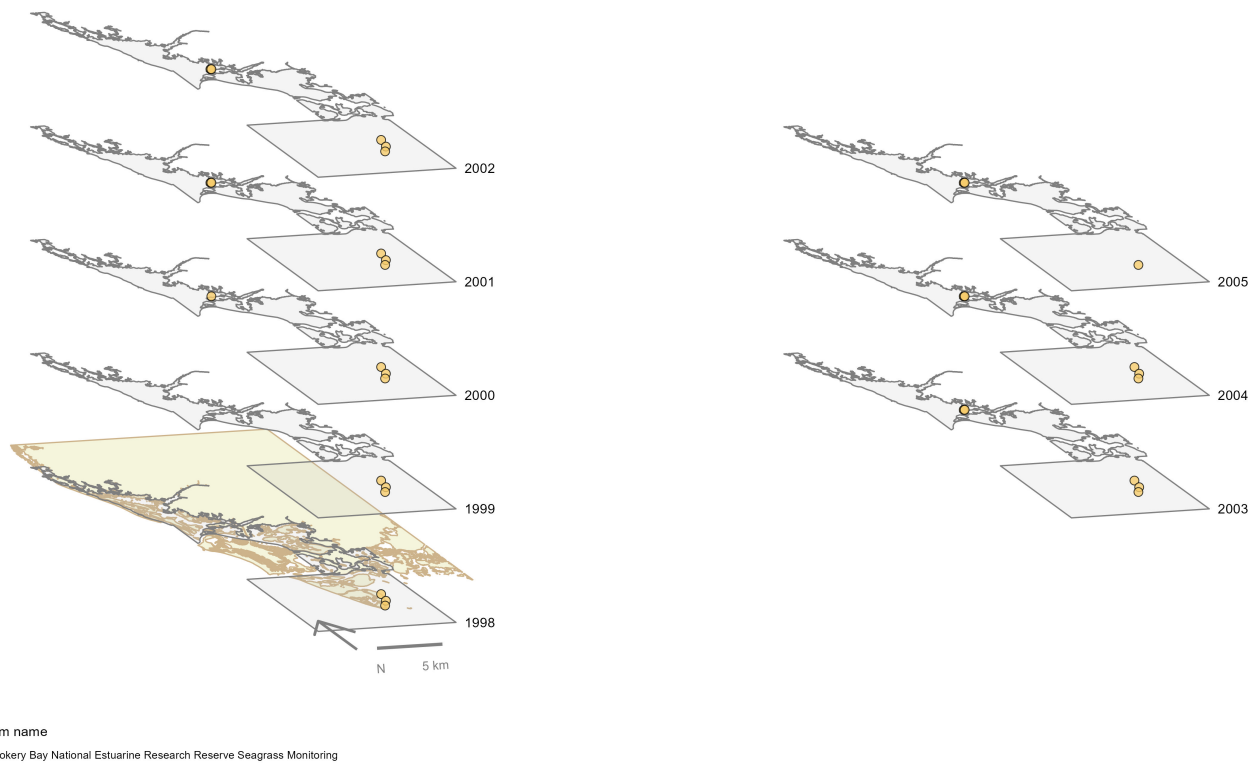 2002
2001
2000
1999
1998
2005
2004
2003
N
5 km
m name
okery Bay National Estuarine Research Reserve Seagrass Monitoring